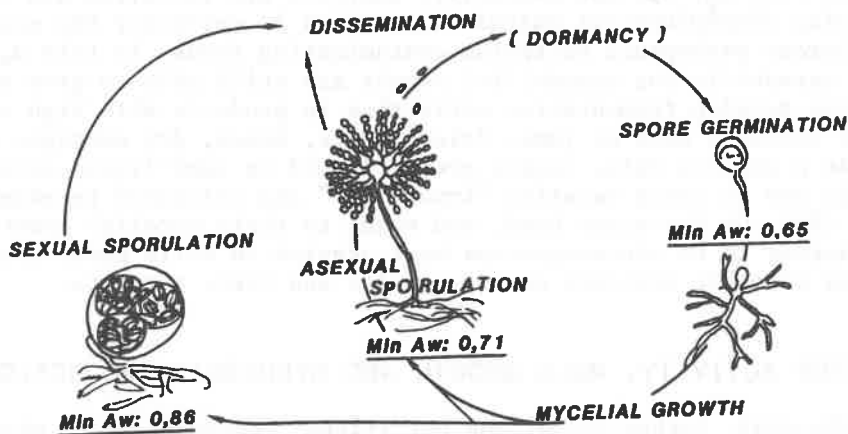 DISSEMINATION
( DORMANCY )
SPORE GERMINATION
Min Aw: 0,65
SEXUAL SPORULATION
ASEXUAL
SPORULATION
Min Aw: 0,71
Min Aw: 0,86
MYCELIAL GROWTH